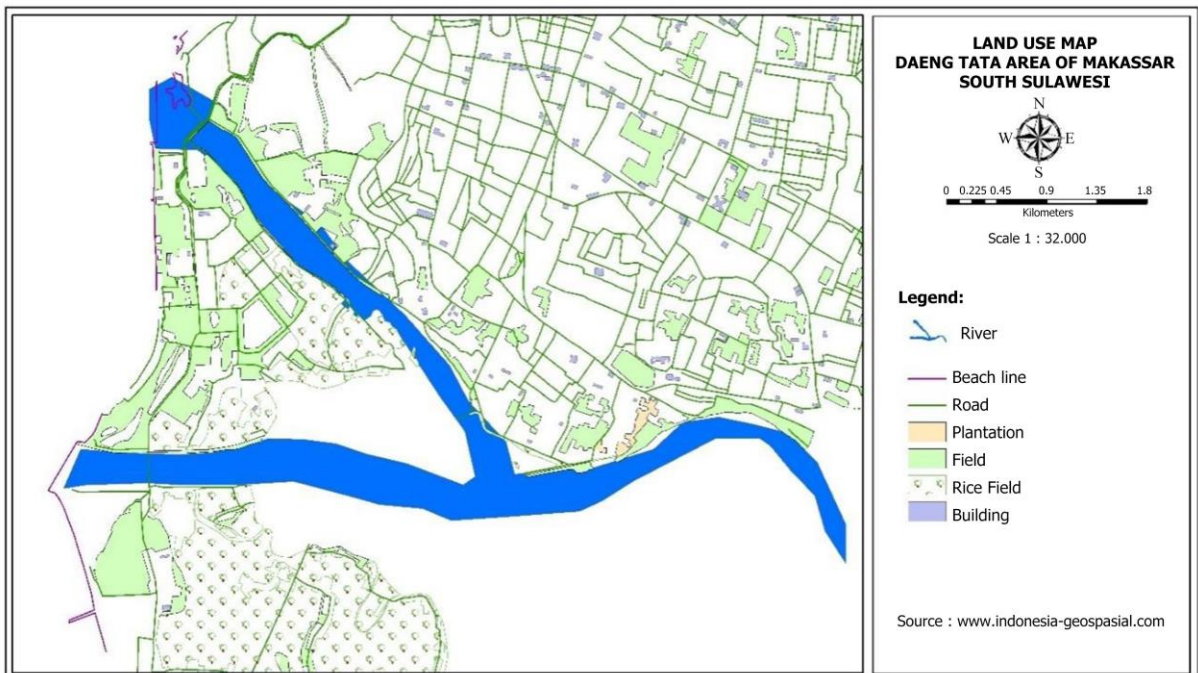 LAND USE MAP
DAENG TATA AREA OF MAKASSAR
SOUTH SULAWESI
N
W E
S
0 0.225 0.45 0.9 1.35 1.8
Kilometers
Scale 1 : 32.000
Legend:
River
Beach line
Road
Plantation
Field
Rice Field
Building
Source : www.indonesia-geospasial.com